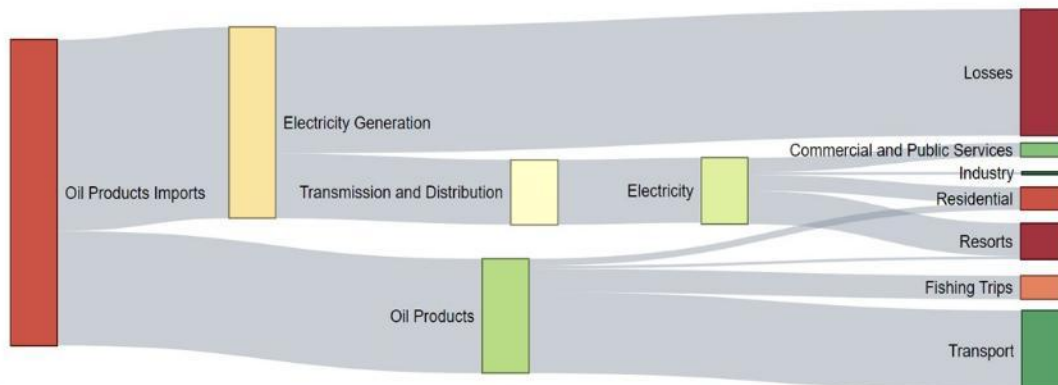 Oil Products Imports
Electricity Generation
Transmission and Distribution
Oil Products
Electricity
Losses
Commercial and Public Services
Industry
Residential
Resorts
Fishing Trips
Transport